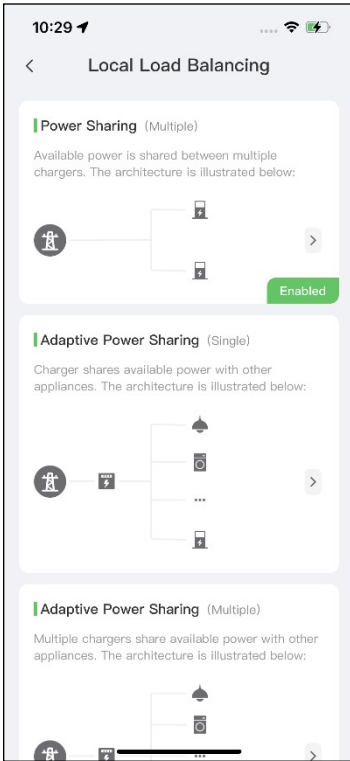 10:29
Local Load Balancing
Power Sharing (Multiple)
Available power is shared between multiple
chargers. The architecture is illustrated below:
Enabled
Adaptive Power Sharing (Single)
Charger shares available power with other
appliances. The architecture is illustrated below:
Adaptive Power Sharing (Multiple)
Multiple chargers share available power with other
appliances. The architecture is illustrated below: